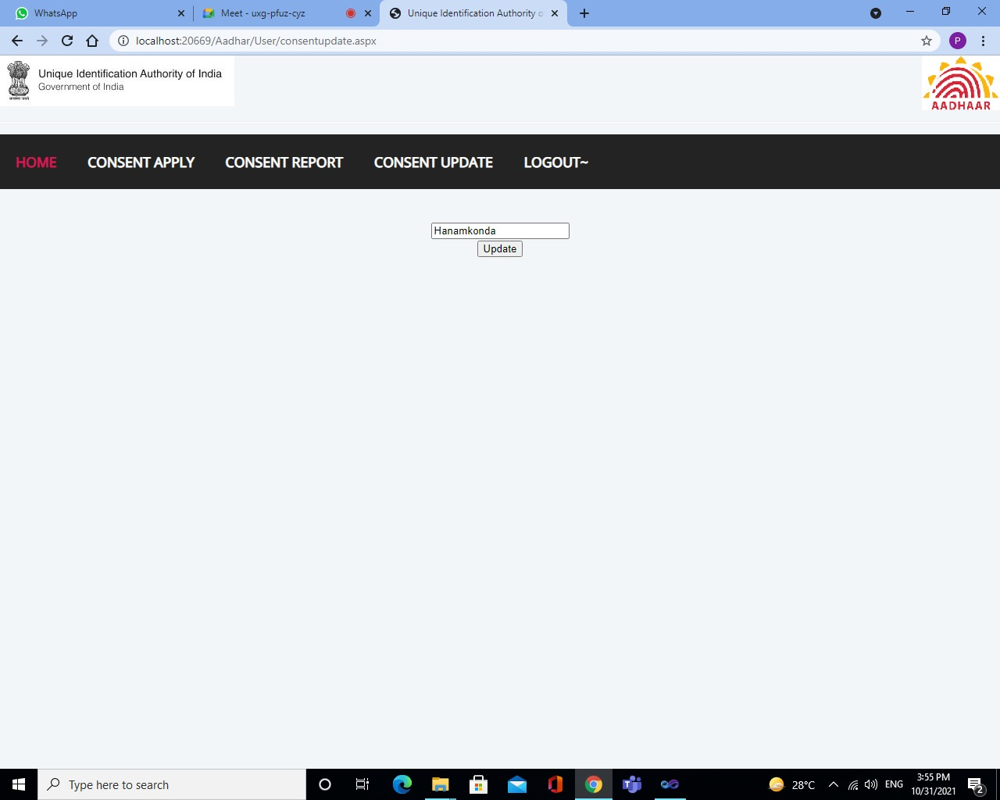 WhatsApp
Meet - uxg-pfuz-cyz
Unique Identification Authority o
localhost:20669/Aadhar/User/consentupdate.aspx
P
Unique Identification Authority of India
Government of India
AADHAAR
HOME CONSENT APPLY CONSENT REPORT CONSENT UPDATE LOGOUT~
Hanamkonda
Update
Type here to search
28°C
ENG
3:55 PM
10/31/2021
2